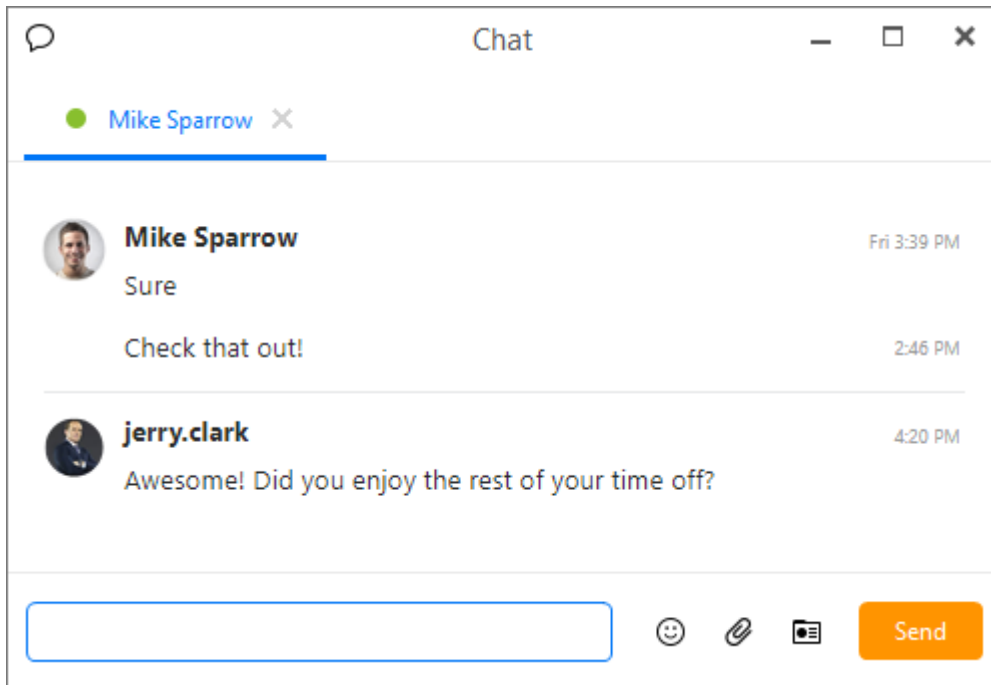 Chat
Mike Sparrow
Mike Sparrow
Fri 3:39 PM
Sure
Check that out!
2:46 PM
jerry.clark
4:20 PM
Awesome! Did you enjoy the rest of your time off?
Send